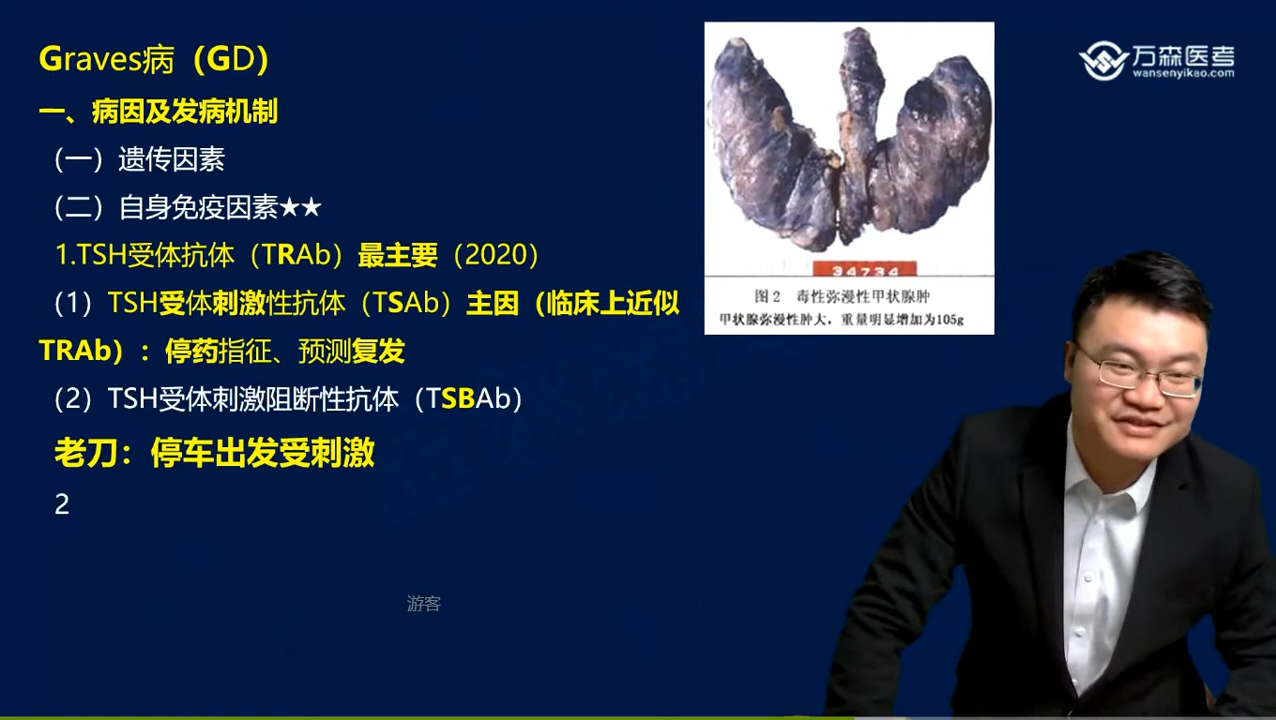 Graves病（GD）
一、病因及发病机制
（一）遗传因素
（二）自身免疫因素★★
1.TSH受体抗体（TRAb）最主要（2020）
（1）TSH受体刺激性抗体（TSAb）主因（临床上近似
TRAb）：停药指征、预测复发
（2）TSH受体刺激阻断性抗体（TSBAb）
老刀：停车出发受刺激
2
34734
图2 毒性弥漫性甲状腺肿
甲状腺弥漫性肿大，重量明显增加为105g
万森医考
wansenyikao.com
游客